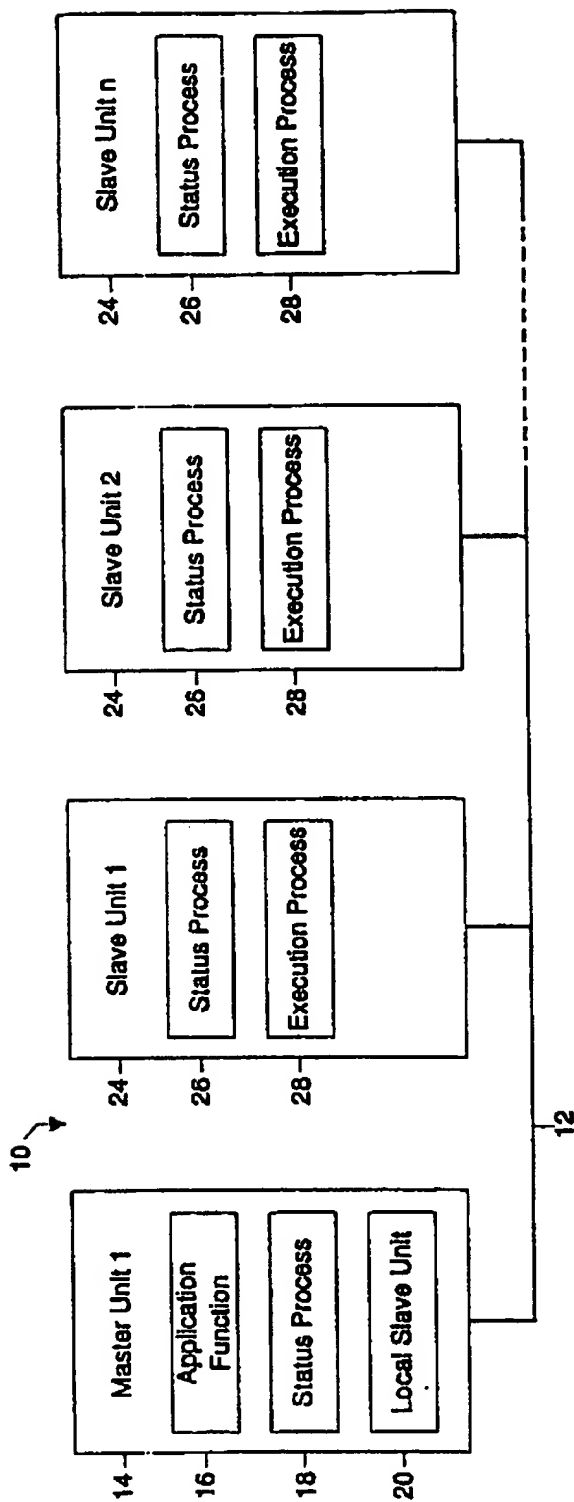 10
Master Unit 1
14
Application
Function
16
Status Process
18
Local Slave Unit
20
Slave Unit 1
24
Status Process
26
Execution Process
28
Slave Unit 2
24
Status Process
26
Execution Process
28
Slave Unit n
24
Status Process
26
Execution Process
28
12